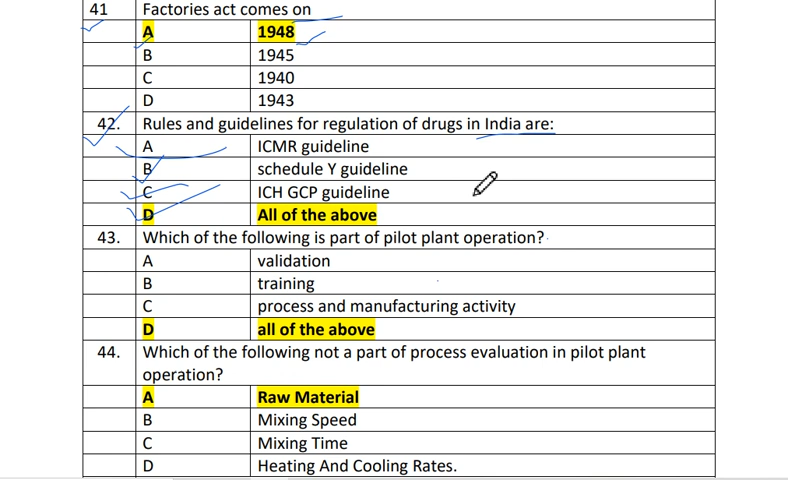 41 Factories act comes on
A 1948
B 1945
C 1940
D 1943
42. Rules and guidelines for regulation of drugs in India are:
A ICMR guideline
B schedule Y guideline
C ICH GCP guideline
D All of the above
43. Which of the following is part of pilot plant operation?
A validation
B training
C process and manufacturing activity
D all of the above
44. Which of the following not a part of process evaluation in pilot plant
operation?
A Raw Material
B Mixing Speed
C Mixing Time
D Heating And Cooling Rates.